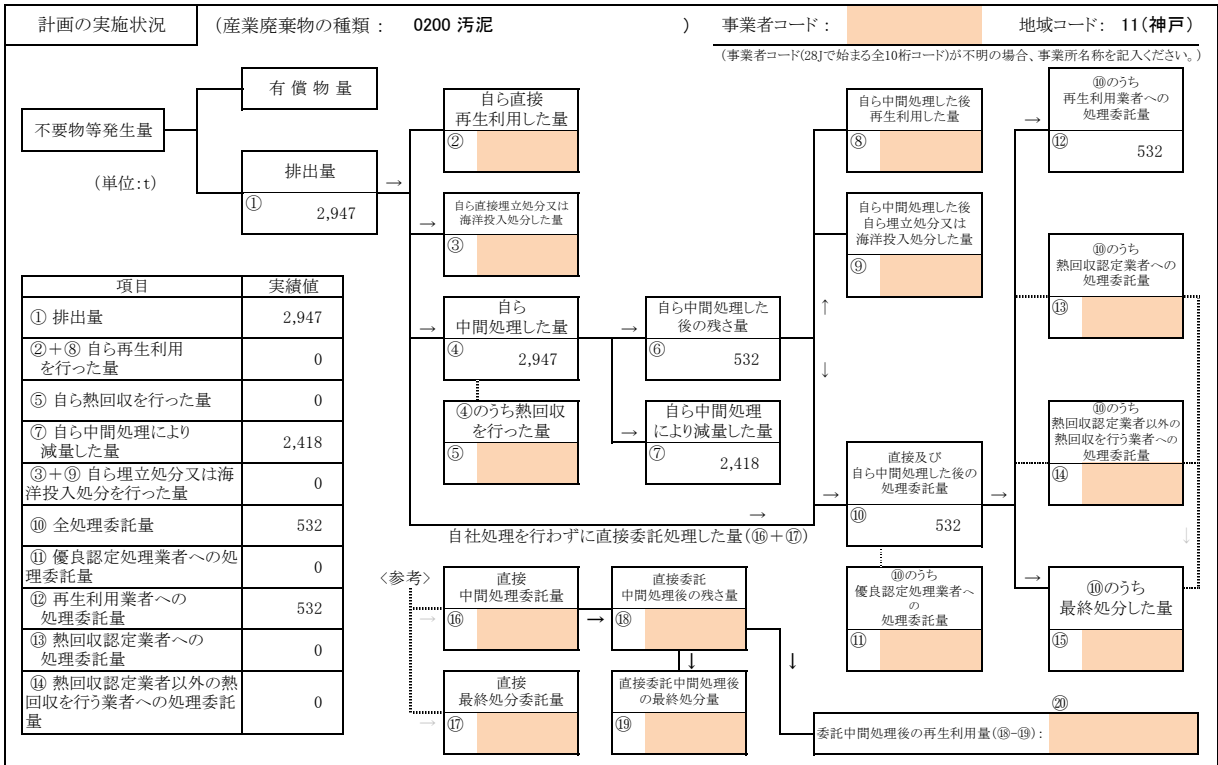 計画の実施状況 (産業廃棄物の種類 : 0200 汚泥 ) 事業者コード : 地域コード: 11(神戸)
(事業者コード(28Jで始まる全10桁コード)が不明の場合、事業所名称を記入ください。)
不要物等発生量
(単位:t)
有 償 物 量
排出量
① 2,947
→
自ら直接
再生利用した量
②
→
自ら直接埋立処分又は
海洋投入処分した量
③
→
自ら
中間処理した量
④ 2,947
④のうち熱回収
を行った量
⑤
→
自ら中間処理した
後の残さ量
⑥ 532
→
自ら中間処理
により減量した量
⑦ 2,418
自ら中間処理した後
再生利用した量
⑧
自ら中間処理した後
自ら埋立処分又は
海洋投入処分した量
⑨
↑
↓
→
→
直接及び
自ら中間処理した後の
処理委託量
⑩ 532
→
⑩のうち
優良認定処理業者へ
の
処理委託量
⑪
→
⑩のうち
再生利用業者への
処理委託量
⑫ 532
⑩のうち
熱回収認定業者への
処理委託量
⑬
⑩のうち
熱回収認定業者以外の
熱回収を行う業者への
処理委託量
⑭
↓
→
⑩のうち
最終処分した量
⑮
自社処理を行わずに直接委託処理した量(⑯+⑰)
<参考>
→
直接
中間処理委託量
⑯
→
直接委託
中間処理後の残さ量
⑱
↓
↓
→
直接
最終処分委託量
⑰
直接委託中間処理後
の最終処分量
⑲
⑳
委託中間処理後の再生利用量(⑱-⑲):
項目 実績値
① 排出量 2,947
②+⑧ 自ら再生利用
を行った量 0
⑤ 自ら熱回収を行った量 0
⑦ 自ら中間処理により
減量した量 2,418
③+⑨ 自ら埋立処分又は海
洋投入処分を行った量 0
⑩ 全処理委託量 532
⑪ 優良認定処理業者への処
理委託量 0
⑫ 再生利用業者への
処理委託量 532
⑬ 熱回収認定業者への
処理委託量 0
⑭ 熱回収認定業者以外の熱
回収を行う業者への処理委託
量 0